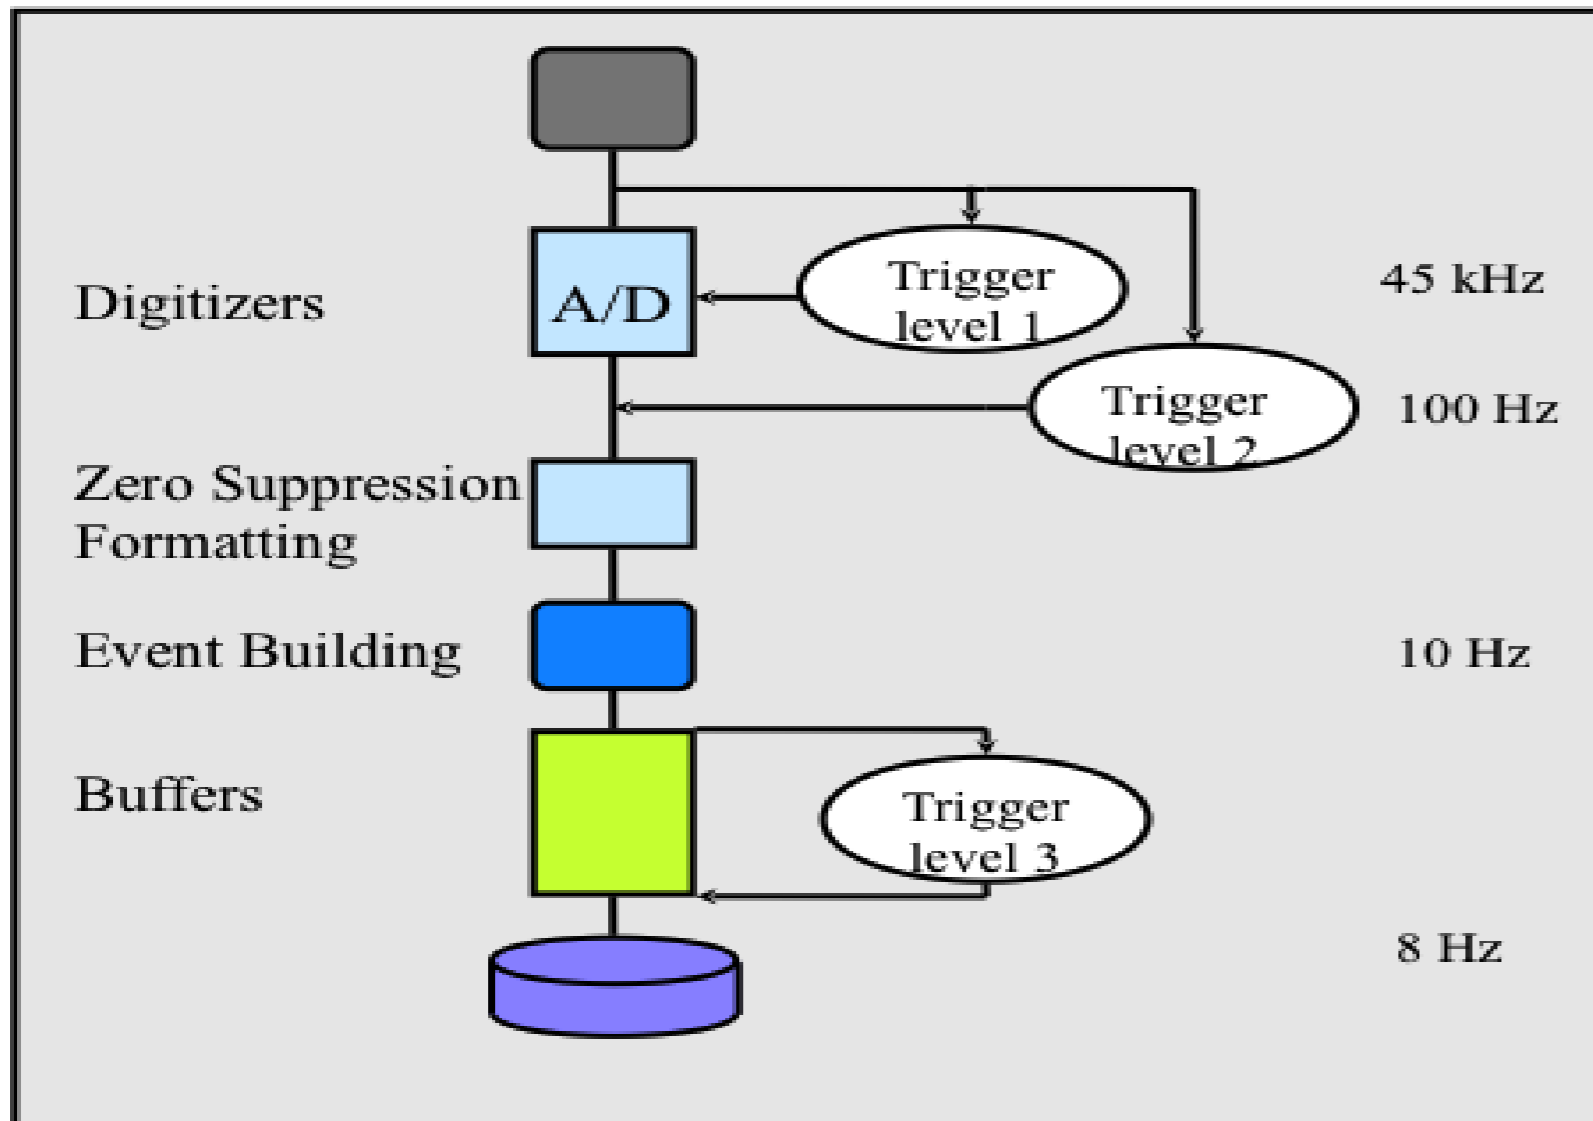 Digitizers
A/D
Trigger
level 1
45 kHz
Trigger
level 2
100 Hz
Zero Suppression
Formatting
Event Building
10 Hz
Buffers
Trigger
level 3
8 Hz